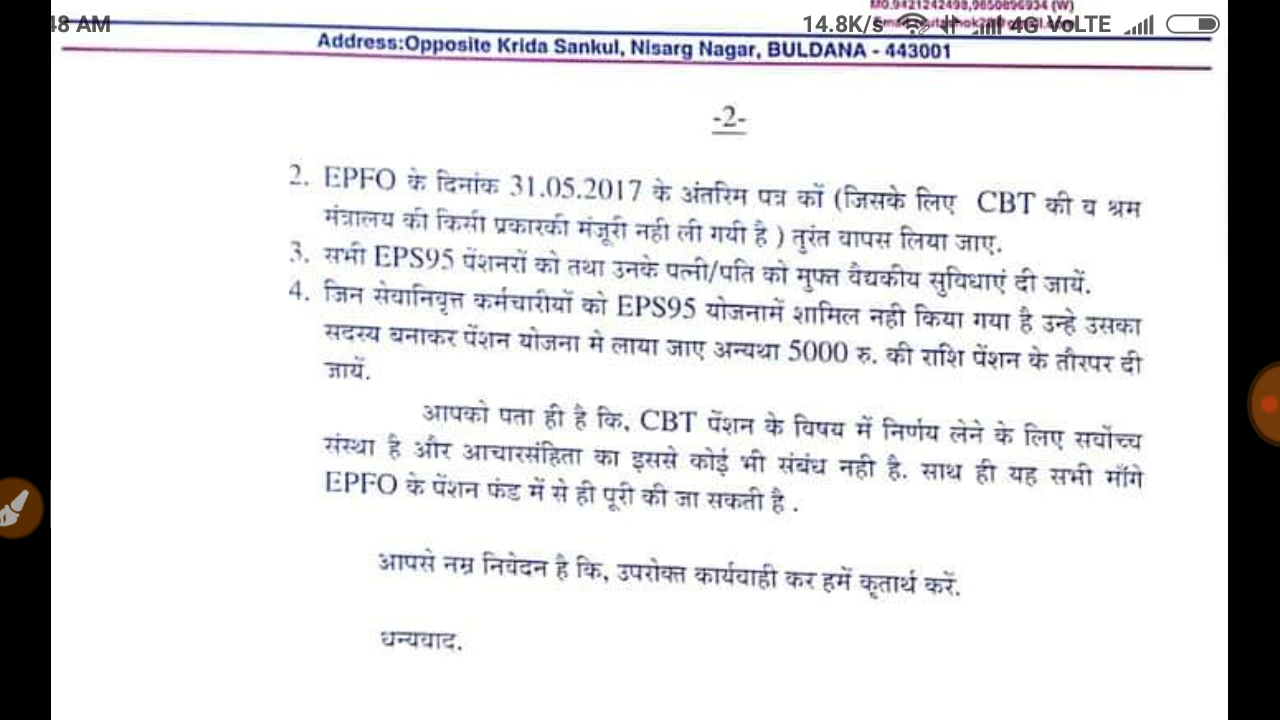 48 AM 14.8K/s 4G VoLTE
Address:Opposite Krida Sankul, Nisarg Nagar, BULDANA - 443001
-2-
2. EPFO के दिनांक 31.05.2017 के अंतरिम पत्र कों (जिसके लिए CBT की व श्रम
मंत्रालय की किसी प्रकारकी मंजूरी नही ली गयी है ) तुरंत वापस लिया जाए.
3. सभी EPS95 पेंशनरों को तथा उनके पत्नी/पति को मुफ्त वैद्यकीय सुविधाएं दी जायें.
4. जिन सेवानिवृत्त कर्मचारीयों को EPS95 योजनामें शामिल नही किया गया है उन्हे उसका
सदस्य बनाकर पेंशन योजना मे लाया जाए अन्यथा 5000 रु. की राशि पेंशन के तौरपर दी
जायें.
आपको पता ही है कि, CBT पेंशन के विषय में निर्णय लेने के लिए सर्वोच्च
संस्था है और आचारसंहिता का इससे कोई भी संबंध नही है. साथ ही यह सभी माँगे
EPFO के पेंशन फंड में से ही पूरी की जा सकती है .
आपसे नम्र निवेदन है कि, उपरोक्त कार्यवाही कर हमें कृतार्थ करें.
धन्यवाद.